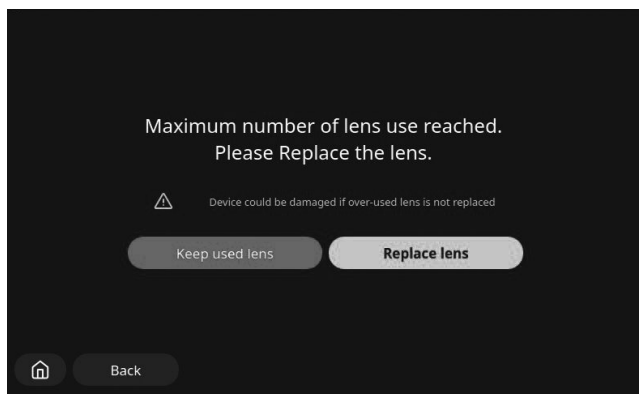 Maximum number of lens use reached.
Please Replace the lens.
Device could be damaged if over-used lens is not replaced
Keep used lens
Replace lens
Back